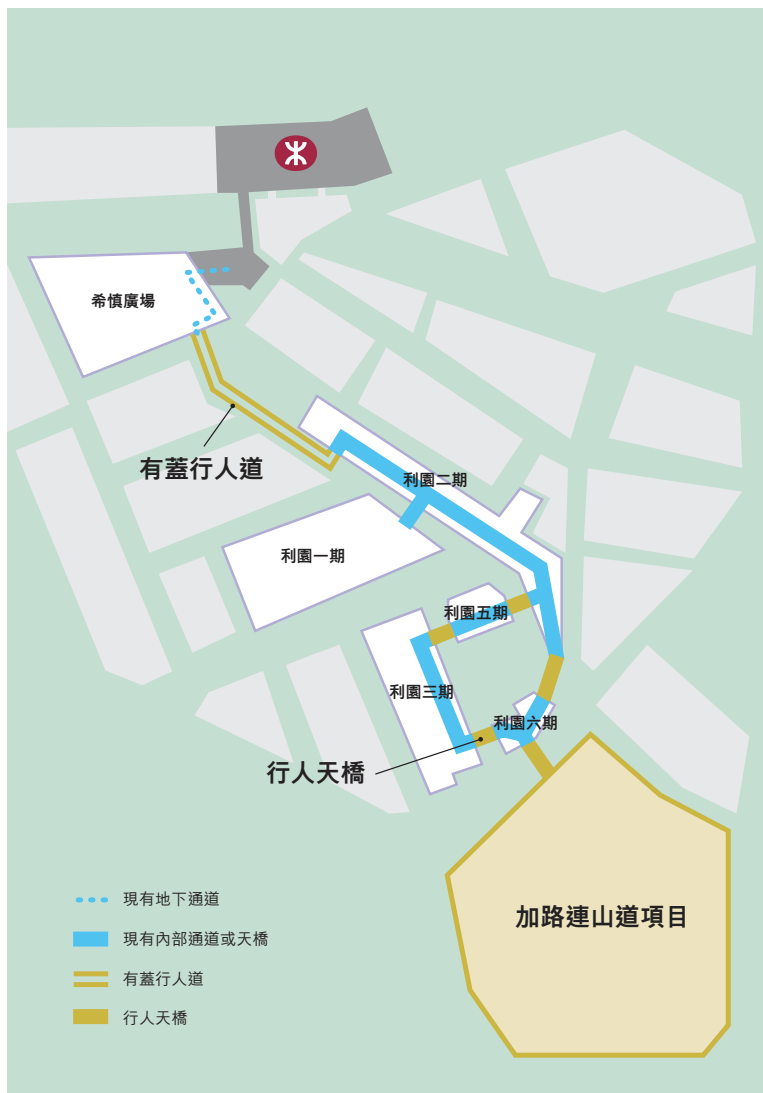 希慎廣場
有蓋行人道
利園二期
利園一期
利園五期
利園三期
利園六期
行人天橋
加路連山道項目
現有地下通道
現有內部通道或天橋
有蓋行人道
行人天橋